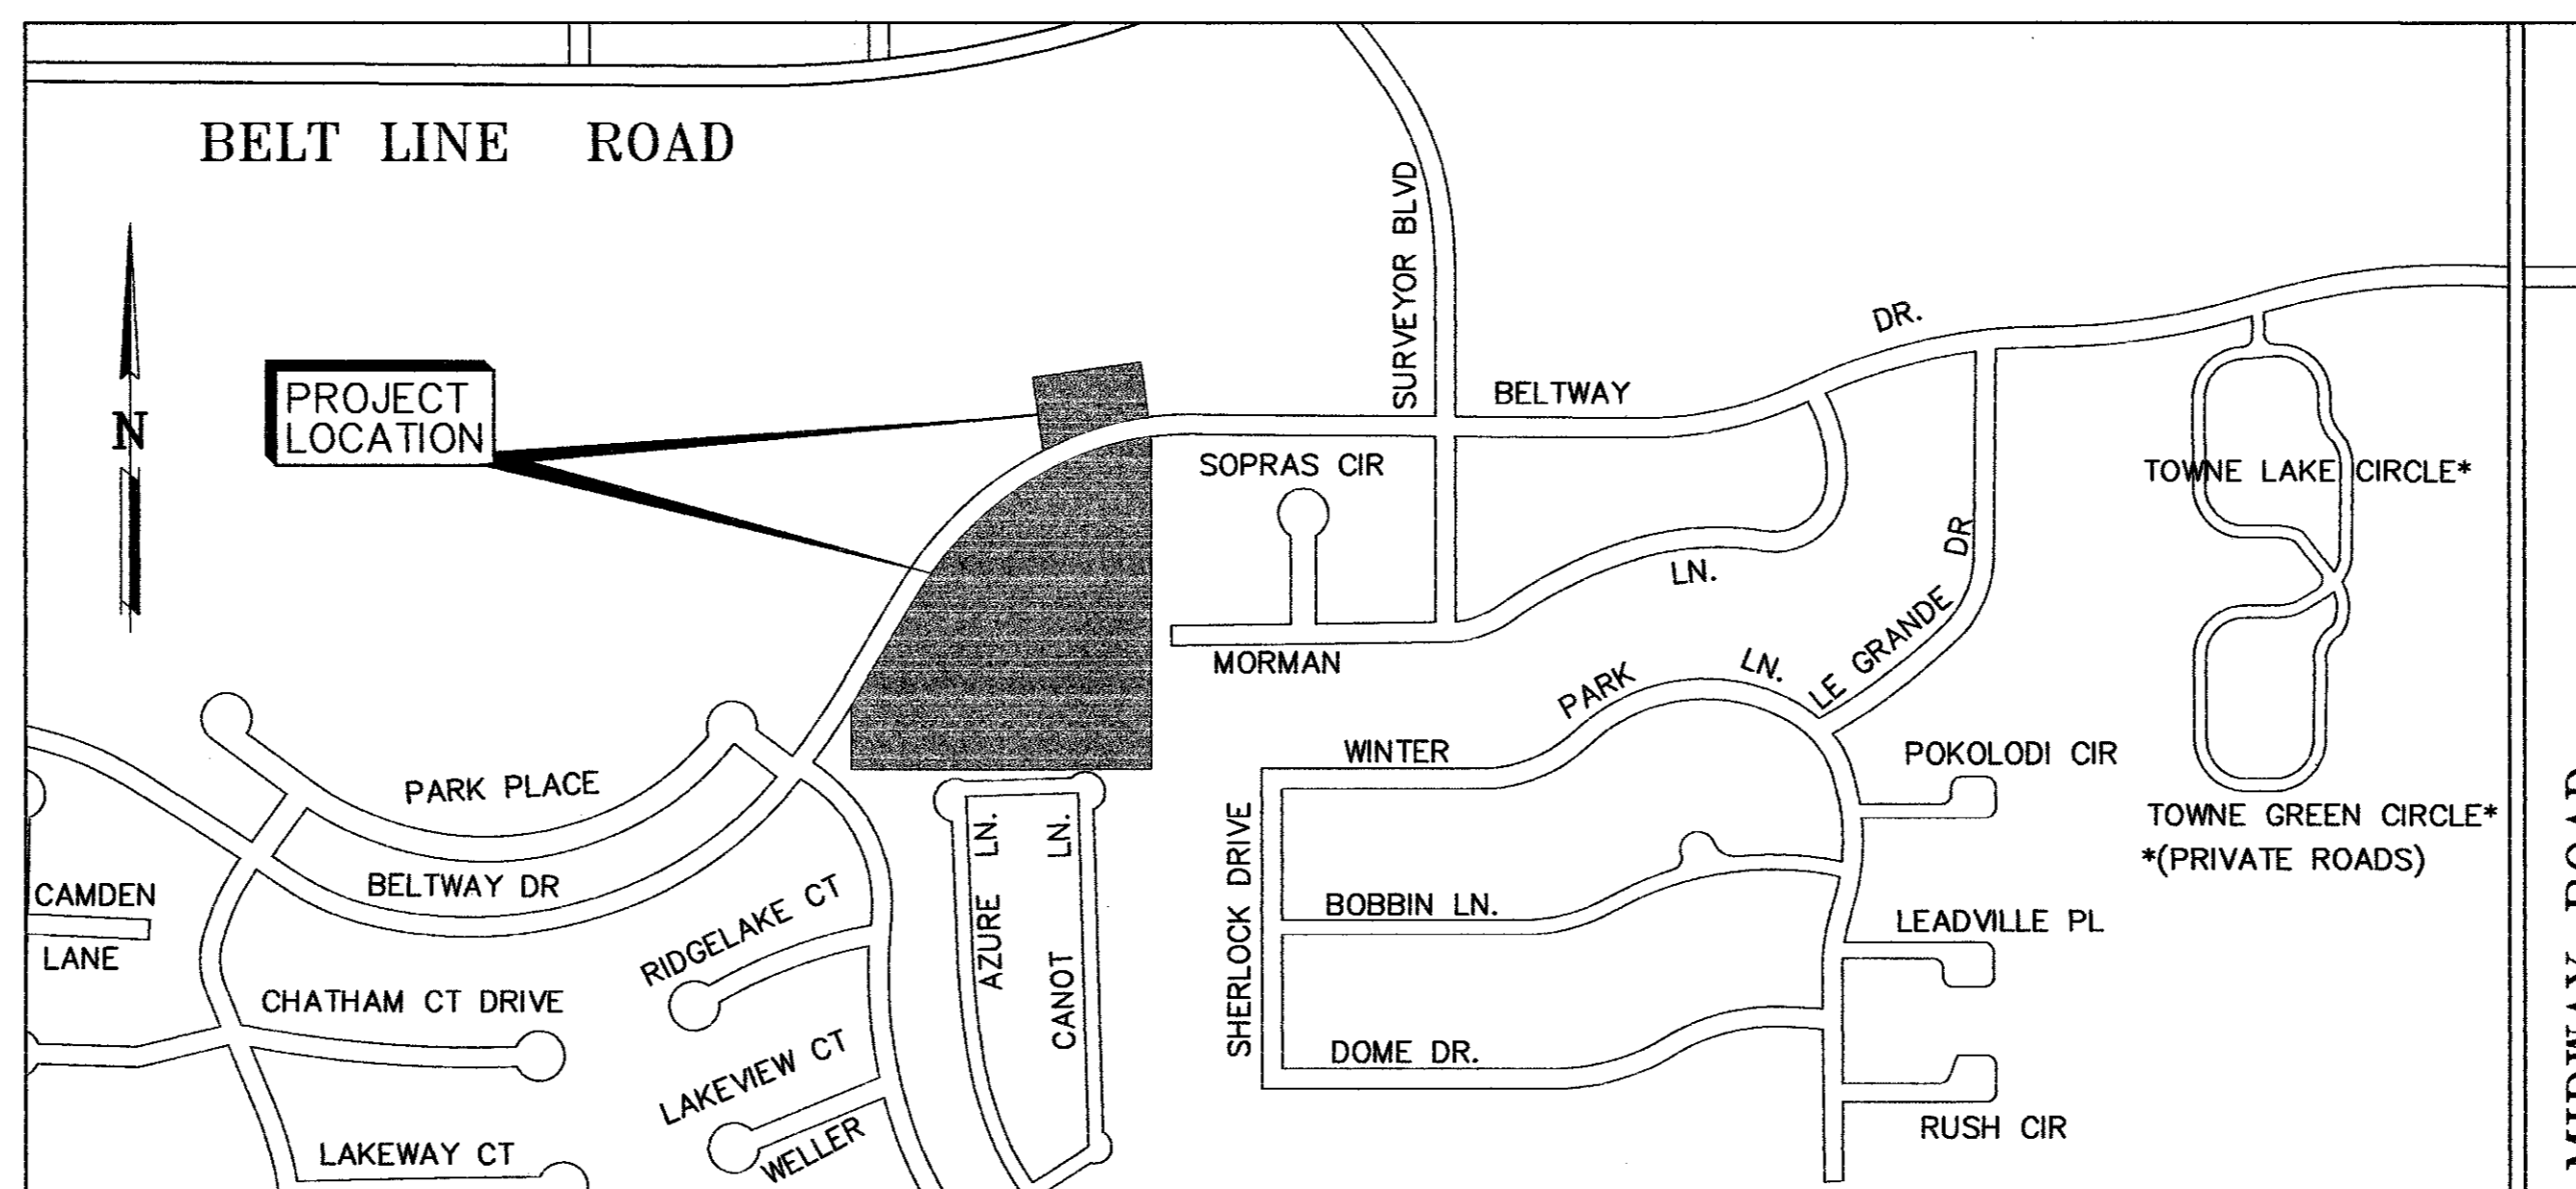 BELT LINE ROAD
SURVEYOR BLVD
DR.
BELTWAY
PROJECT
LOCATION
N
SOPRAS CIR
TOWNE LAKE CIRCLE*
DR
LN.
LE GRANDE
MORMAN
PARK
LN.
WINTER
POKOLODI CIR
PARK PLACE
TOWNE GREEN CIRCLE*
*(PRIVATE ROADS)
BELTWAY DR
CAMDEN
LANE
RIDGELAKE CT
AZURE LN.
CANOT LN.
SHERLOCK DRIVE
BOBBIN LN.
LEADVILLE PL
CHATHAM CT DRIVE
LAKEVIEW CT
DOME DR.
RUSH CIR
WELLER
LAKEWAY CT
MIDWAY ROAD